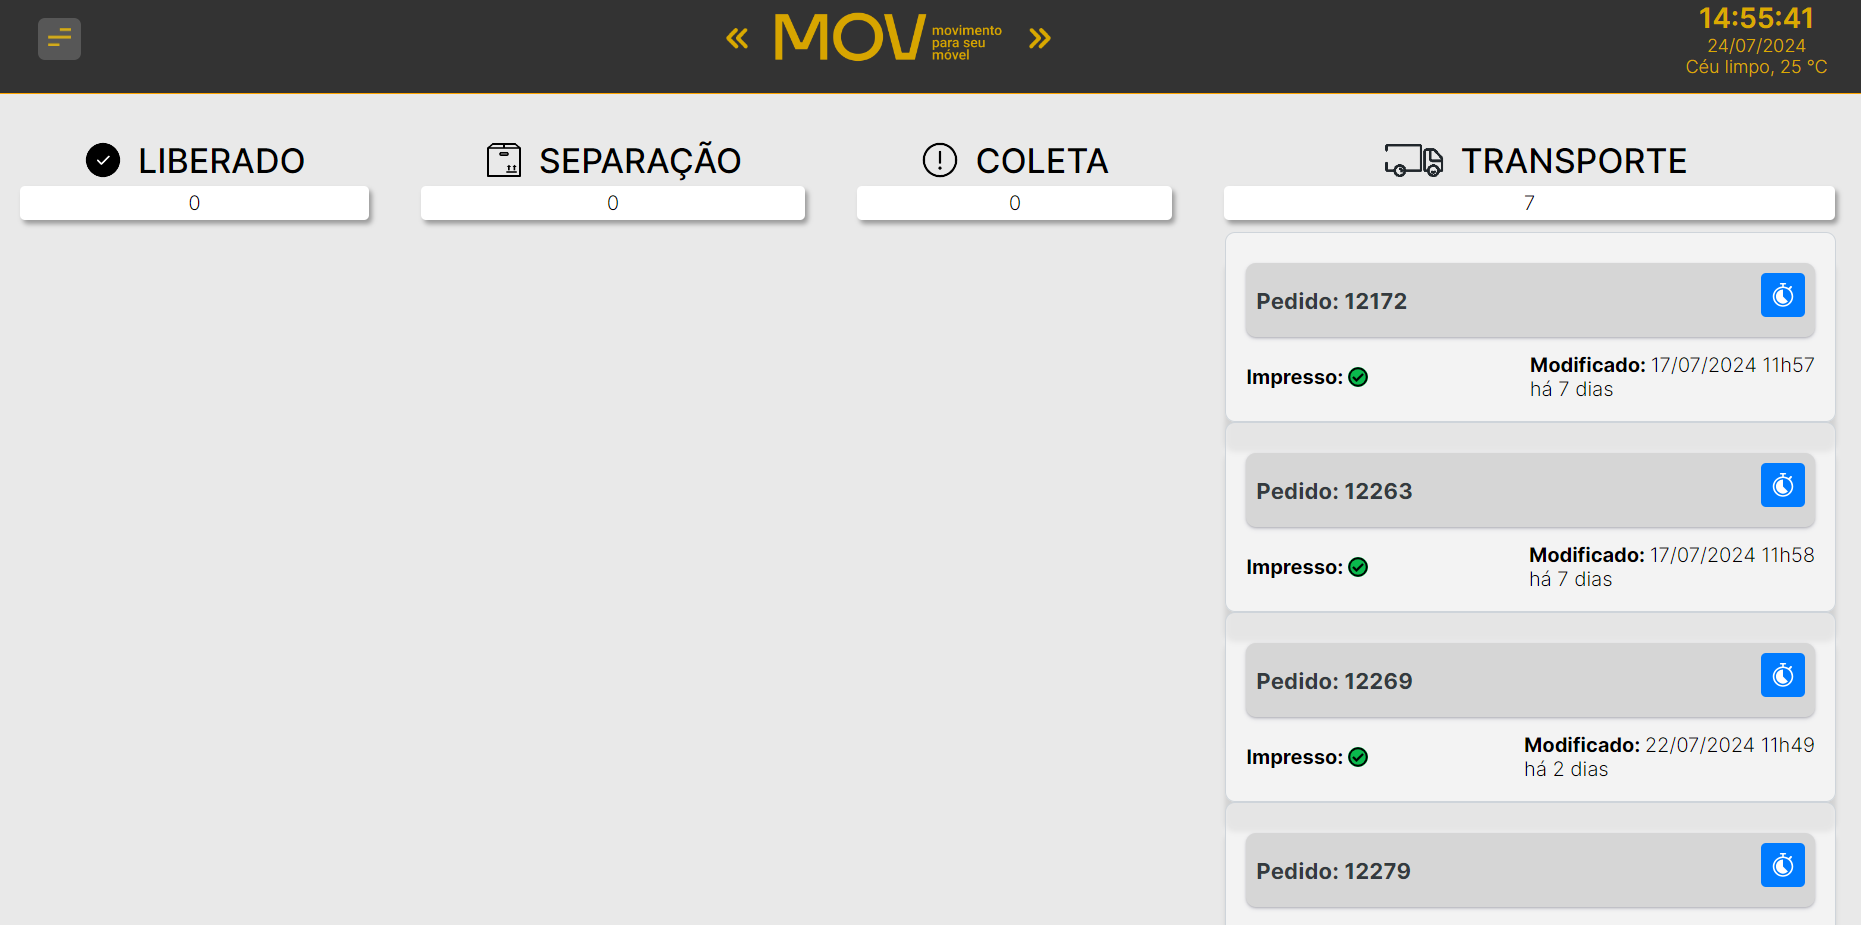 MOV movimento
para seu
móvel
14:55:41
24/07/2024
Céu limpo, 25 °C
LIBERADO
0
SEPARAÇÃO
0
COLETA
0
TRANSPORTE
7
Pedido: 12172
Impresso:
Modificado: 17/07/2024 11h57
há 7 dias
Pedido: 12263
Impresso:
Modificado: 17/07/2024 11h58
há 7 dias
Pedido: 12269
Impresso:
Modificado: 22/07/2024 11h49
há 2 dias
Pedido: 12279